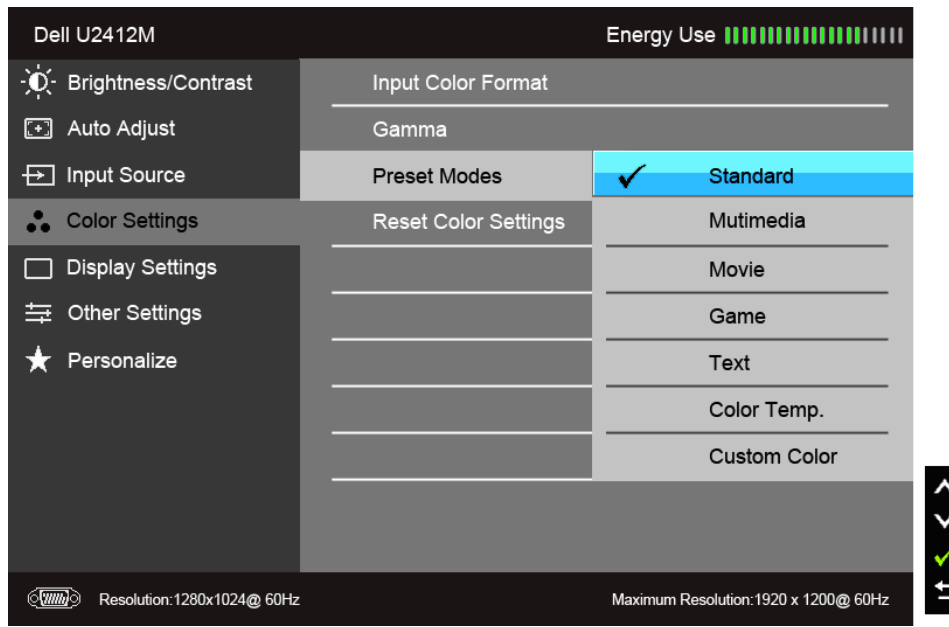 Dell U2412M
Energy Use
Brightness/Contrast
Auto Adjust
Input Source
Color Settings
Display Settings
Other Settings
Personalize
Input Color Format
Gamma
Preset Modes
Reset Color Settings
Standard
Mutimedia
Movie
Game
Text
Color Temp.
Custom Color
Resolution:1280x1024@ 60Hz
Maximum Resolution:1920 x 1200@ 60Hz